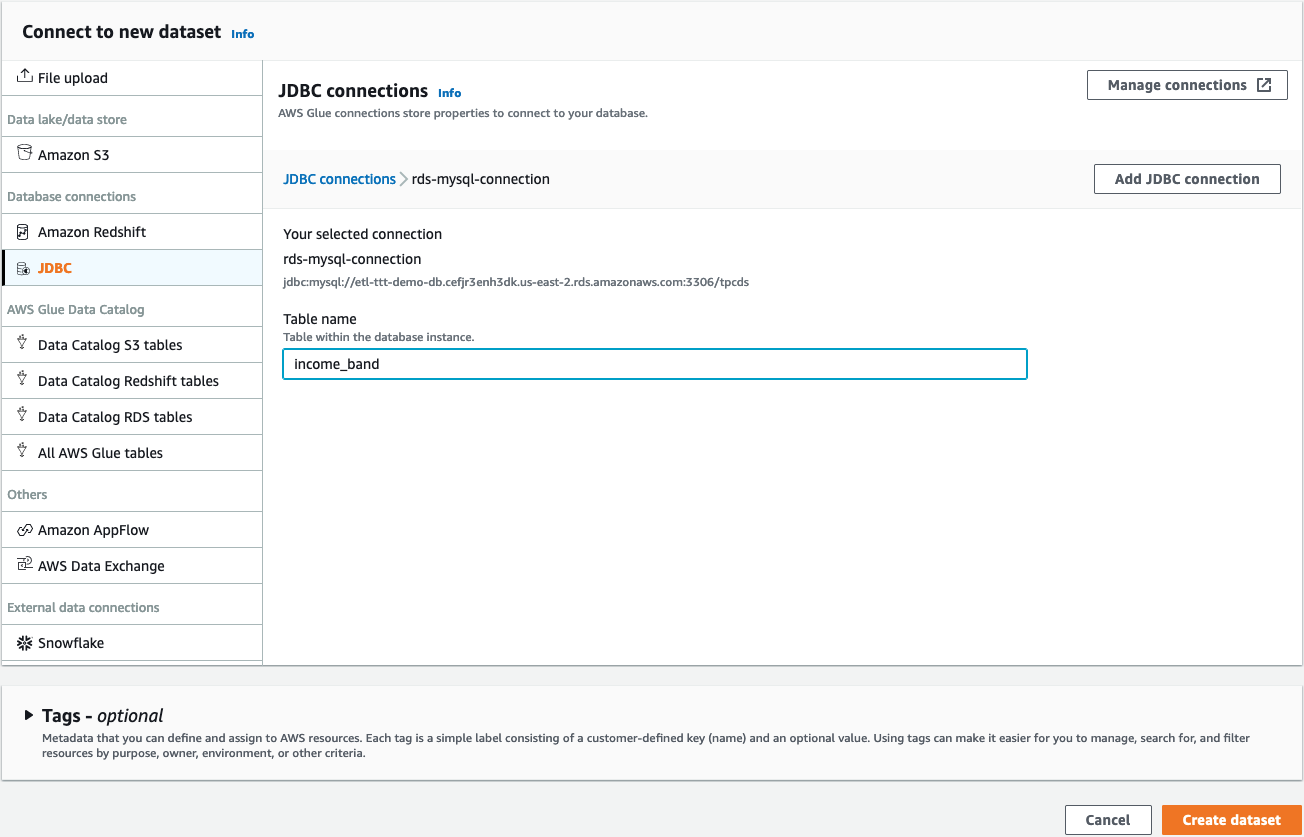 Connect to new dataset Info
File upload
Data lake/data store
Amazon S3
Database connections
Amazon Redshift
JDBC
AWS Glue Data Catalog
Data Catalog S3 tables
Data Catalog Redshift tables
Data Catalog RDS tables
All AWS Glue tables
Others
Amazon AppFlow
AWS Data Exchange
External data connections
Snowflake
JDBC connections Info
AWS Glue connections store properties to connect to your database.
Manage connections
JDBC connections rds-mysql-connection
Add JDBC connection
Your selected connection
rds-mysql-connection
jdbc:mysql://etl-ttt-demo-db.cefjr3enh3dk.us-east-2.rds.amazonaws.com:3306/tpcds
Table name
Table within the database instance.
income_band
Tags - optional
Metadata that you can define and assign to AWS resources. Each tag is a simple label consisting of a customer-defined key (name) and an optional value. Using tags can make it easier for you to manage, search for, and filter
resources by purpose, owner, environment, or other criteria.
Cancel
Create dataset